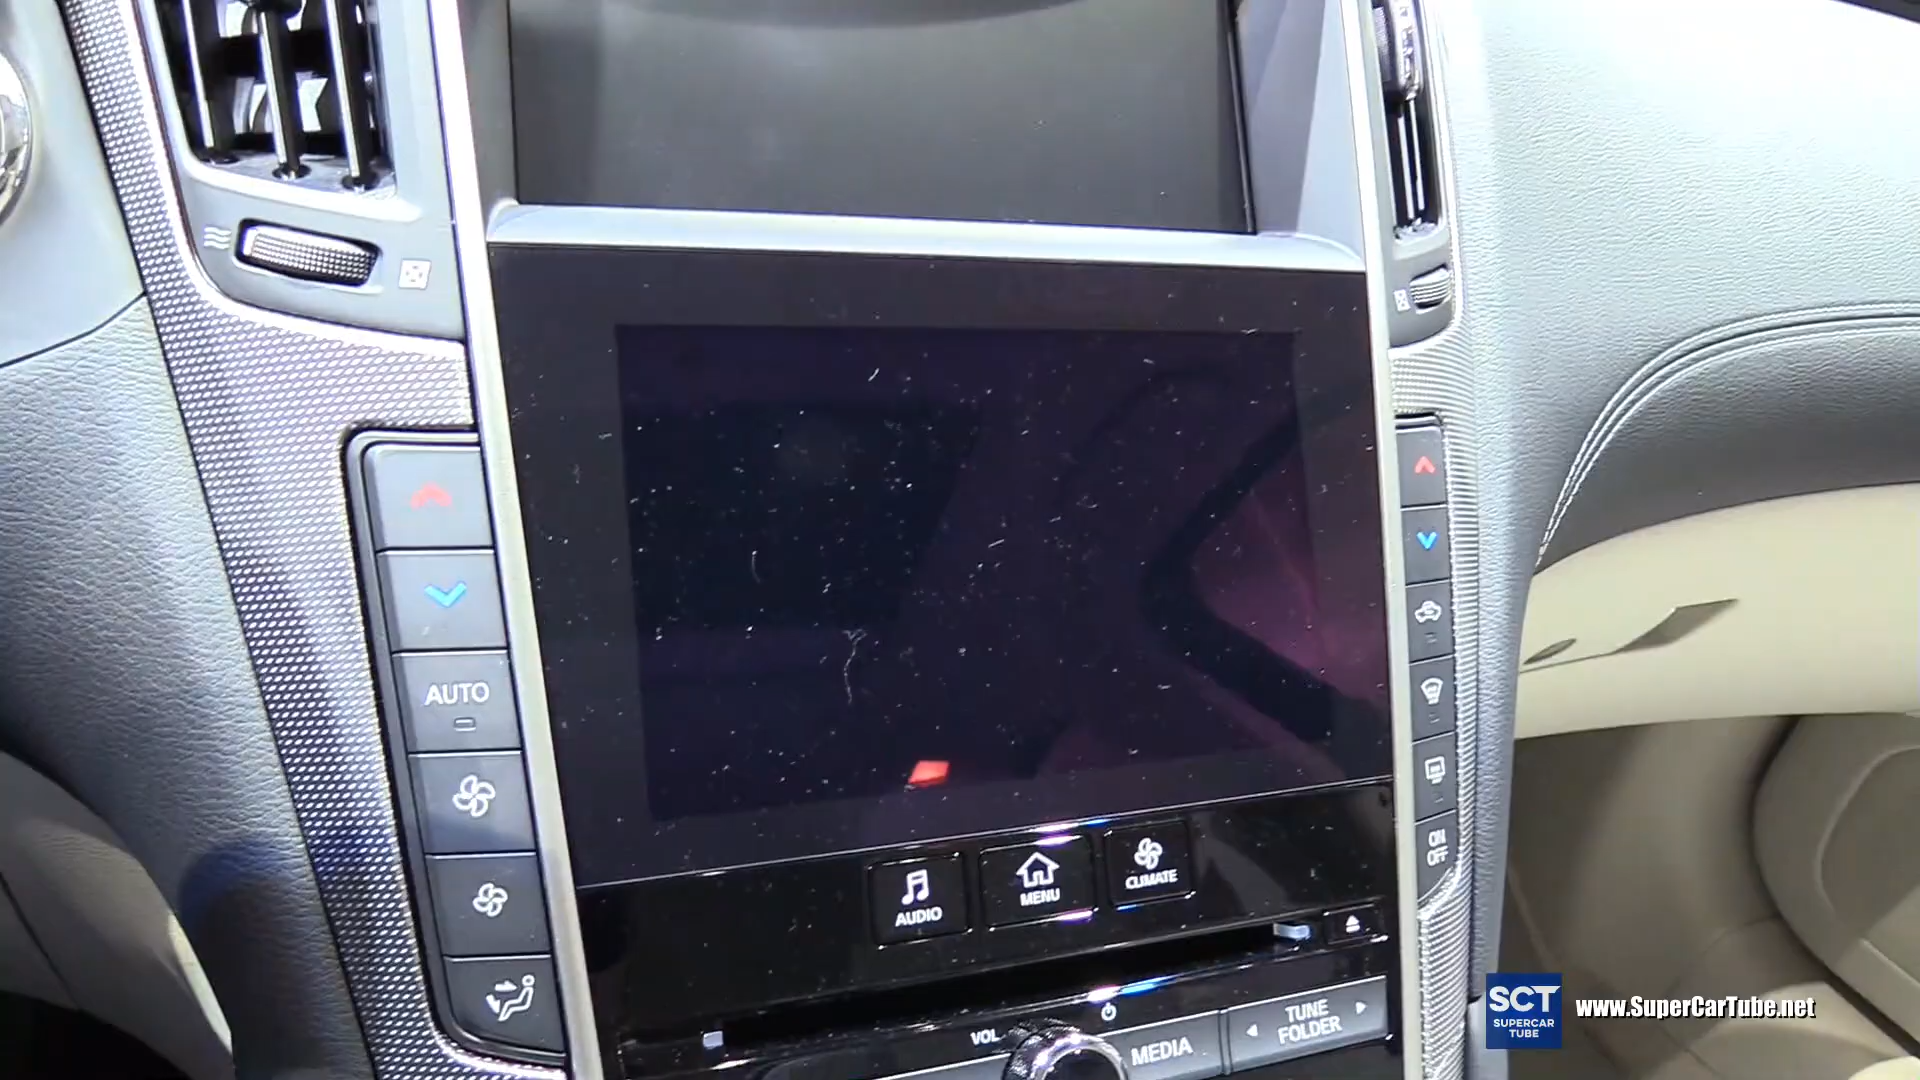 AUTO
AUDIO
MENU
CLIMATE
ON
OFF
VOL
MEDIA
TUNE
FOLDER
SCT
SUPERCAR
TUBE
www.SuperCarTube.net